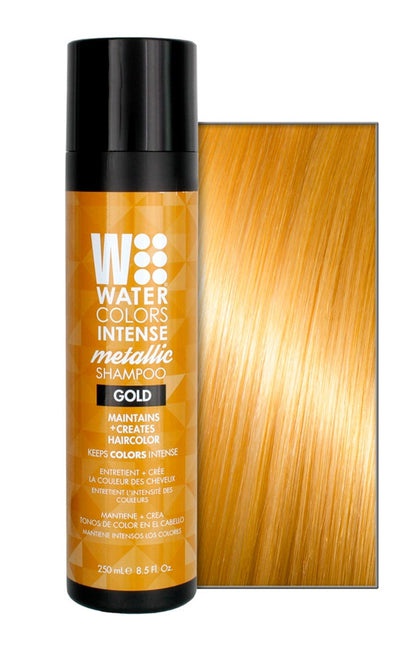 W
WATER
COLORS
INTENSE
metallic
SHAMPOO
GOLD
MAINTAINS
+CREATES
HAIRCOLOR
KEEPS COLORS INTENSE
ENTRETIENT + CRÉE
LA COULEUR DES CHEVEUX
ENTRETIENT L'INTENSITÉ DES
COULEURS
MANTIENE + CREA
TONOS DE COLOR EN EL CABELLO
MANTIENE INTENSOS LOS COLORES
250 mL℮ 8.5 fl. Oz.